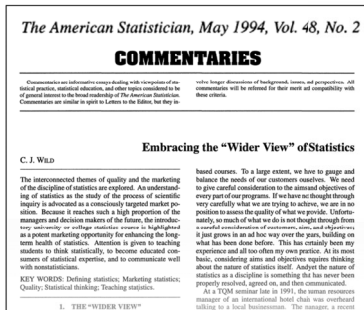 The American Statistician, May 1994, Vol. 48, No. 2
COMMENTARIES
Commentaries are informative essays dealing with viewpoints of sta-
tistical practice, statistical education, and other topics considered to be
of general interest to the broad readership of The American Statistician.
Commentaries are similar in spirit to Letters to the Editor, but they in-
volve longer discussions of background, issues, and perspectives. All
commentaries will be refereed for their merit and compatibility with
these criteria.
Embracing the “Wider View” of Statistics
C. J. WILD
The interconnected themes of quality and the marketing
of the discipline of statistics are explored. An understand-
ing of statistics as the study of the process of scientific
inquiry is advocated as a consciously targeted market po-
sition. Because it reaches such a high proportion of the
managers and decision makers of the future, the introduc-
tory university or college statistics course is highlighted
as a potent marketing opportunity for enhancing the long-
term health of statistics. Attention is given to teaching
students to think statistically, to become educated con-
sumers of statistical expertise, and to communicate well
with nonstatisticians.
KEY WORDS: Defining statistics; Marketing statistics;
Quality; Statistical thinking; Teaching statistics.
1. THE “WIDER VIEW”
based courses. To a large extent, we have to gauge and
balance the needs of our customers ouselves. We need
to give careful consideration to the aims and objectives of
every part of our programs. If we have not thought through
very carefully what we are trying to achieve, we are in no
position to assess the quality of what we provide. Unfortu-
nately, so much of what we do is not thought through from
a careful consideration of customers, aims, and objectives;
it just grows in an ad hoc way over the years, building on
what has been done before. This has certainly been my
experience and all too often my own practice. At its most
basic, considering aims and objectives requires thinking
about the nature of statistics itself. And yet the nature of
statistics as a discipline is something that has never been
properly resolved, agreed on, and then communicated.
At a TQM seminar late in 1991, the human resources
manager of an international hotel chain was overheard
talking to a local businessman. The manager, a recent